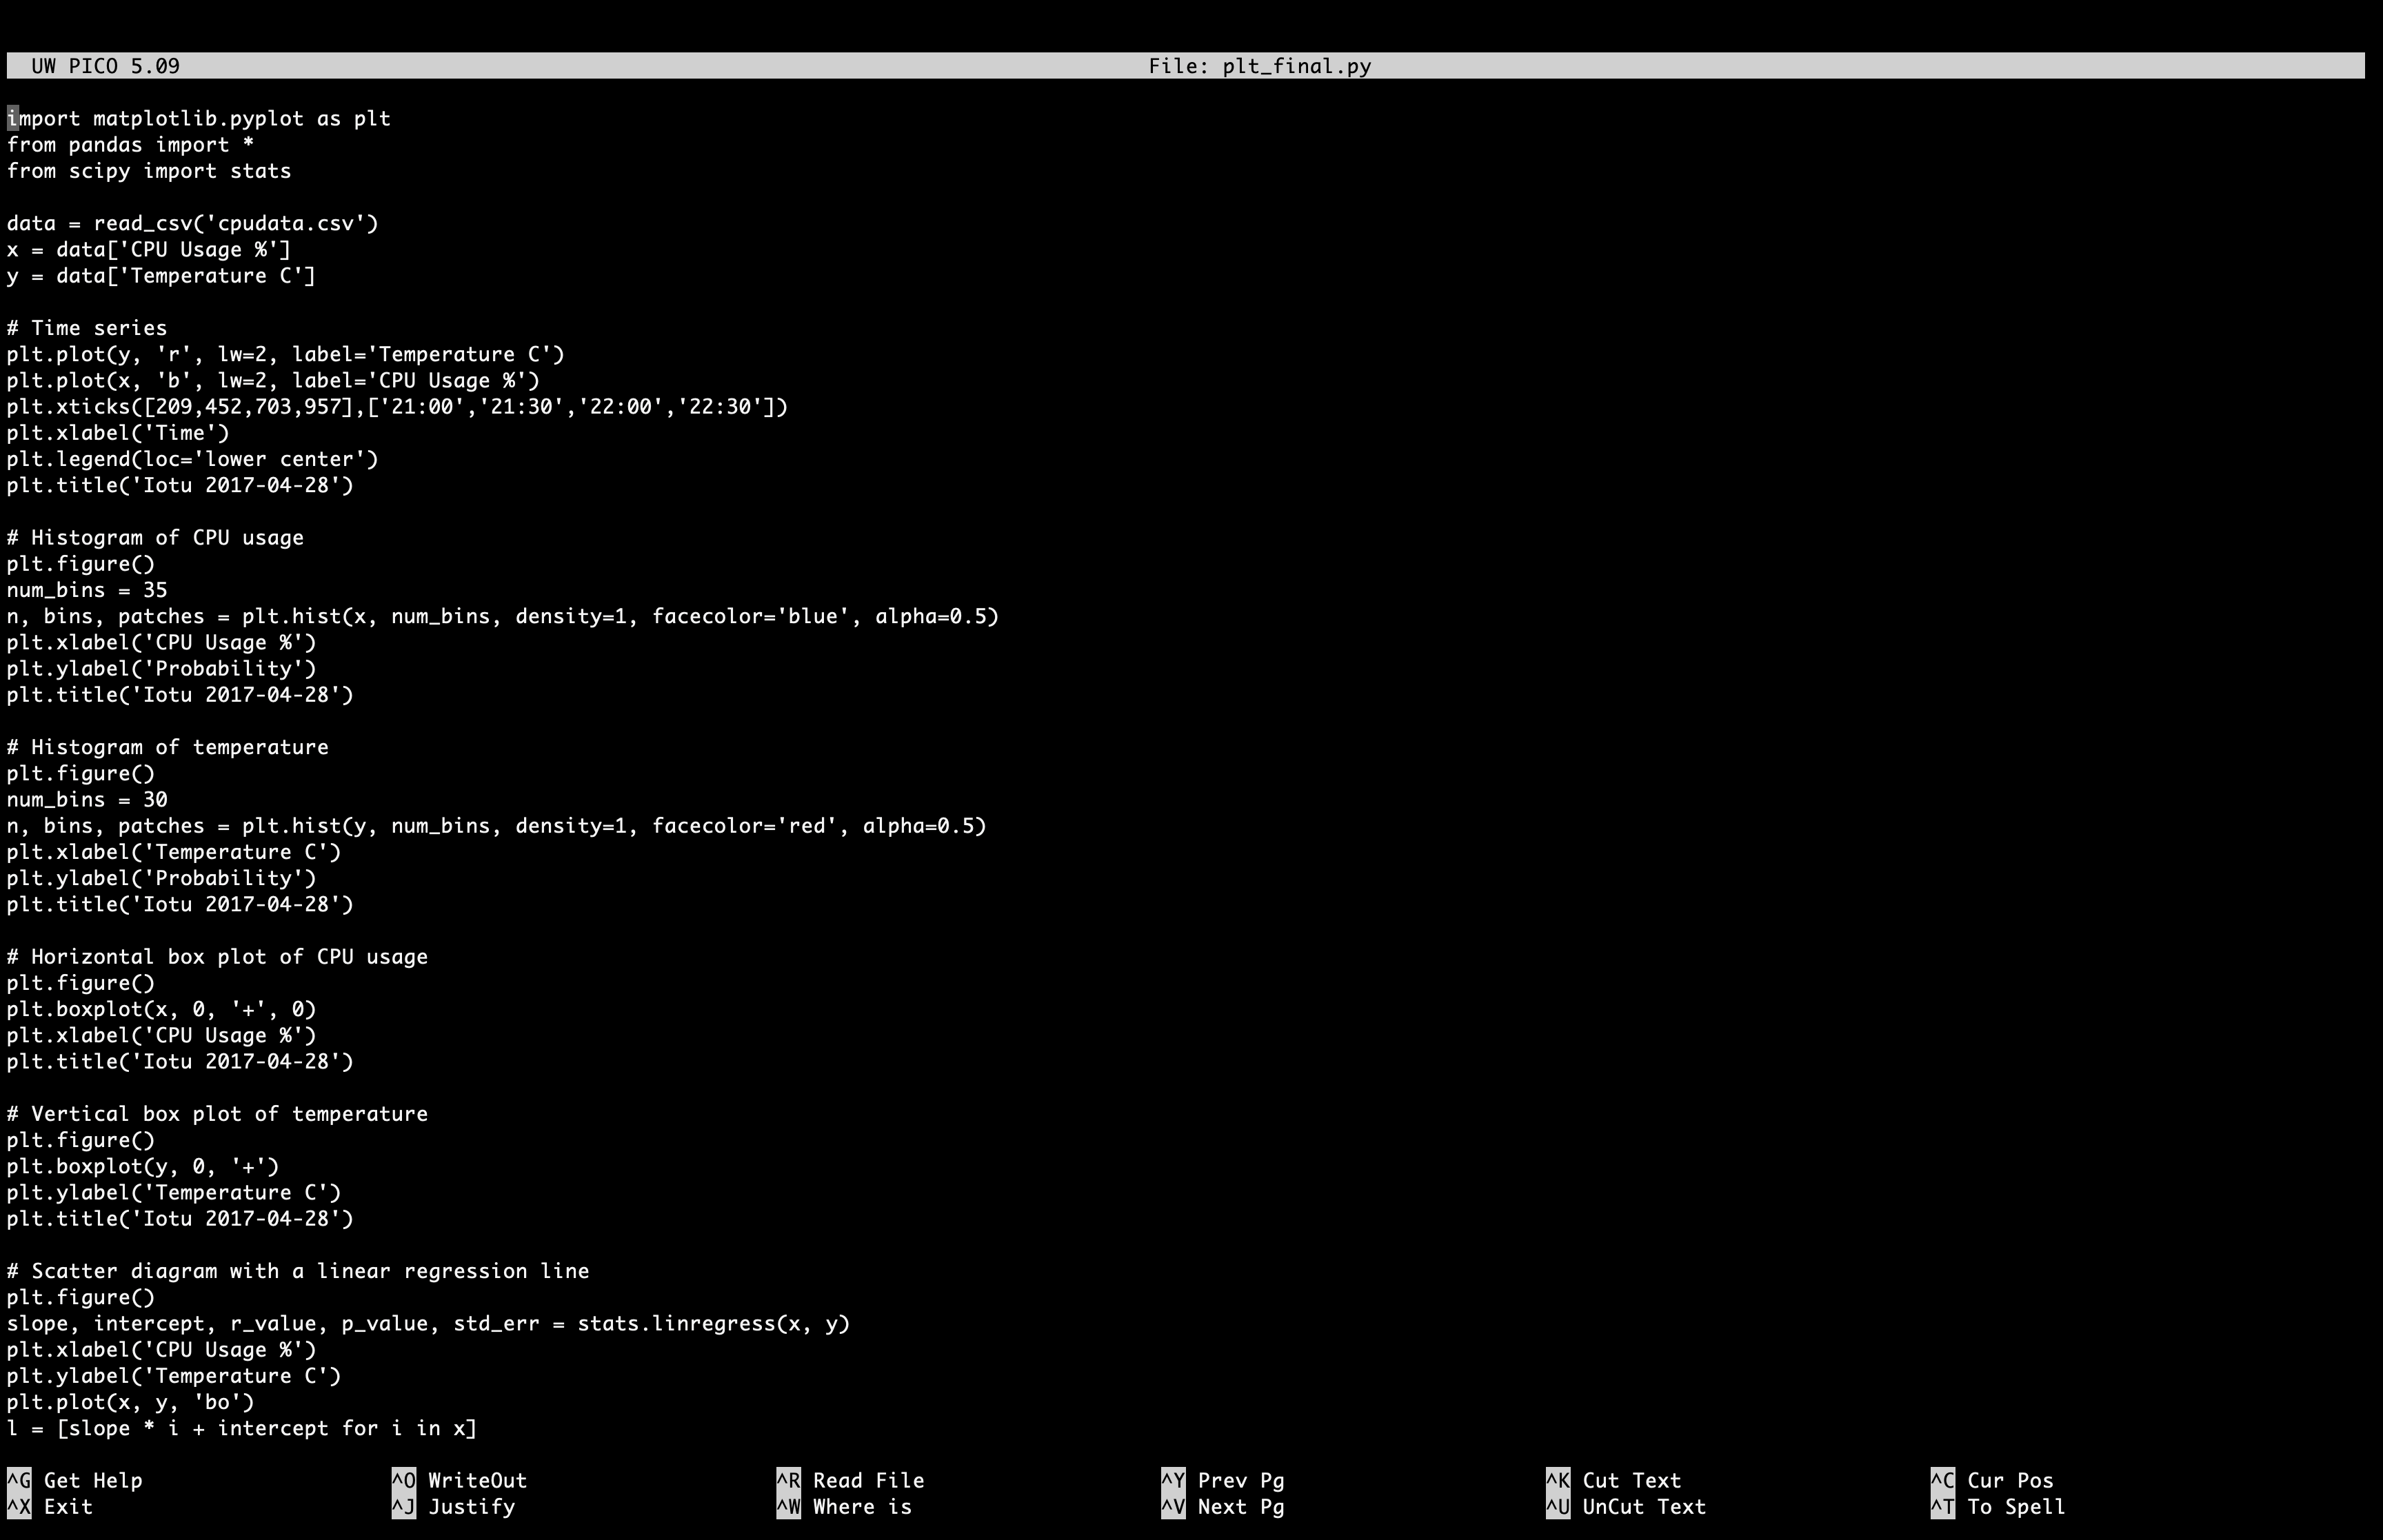 UW PICO 5.09 File: plt_final.py
import matplotlib.pyplot as plt
from pandas import *
from scipy import stats
data = read_csv('cpudata.csv')
x = data['CPU Usage %']
y = data['Temperature C']
# Time series
plt.plot(y, 'r', lw=2, label='Temperature C')
plt.plot(x, 'b', lw=2, label='CPU Usage %')
plt.xticks([209,452,703,957],['21:00','21:30','22:00','22:30'])
plt.xlabel('Time')
plt.legend(loc='lower center')
plt.title('Iotu 2017-04-28')
# Histogram of CPU usage
plt.figure()
num_bins = 35
n, bins, patches = plt.hist(x, num_bins, density=1, facecolor='blue', alpha=0.5)
plt.xlabel('CPU Usage %')
plt.ylabel('Probability')
plt.title('Iotu 2017-04-28')
# Histogram of temperature
plt.figure()
num_bins = 30
n, bins, patches = plt.hist(y, num_bins, density=1, facecolor='red', alpha=0.5)
plt.xlabel('Temperature C')
plt.ylabel('Probability')
plt.title('Iotu 2017-04-28')
# Horizontal box plot of CPU usage
plt.figure()
plt.boxplot(x, 0, '+', 0)
plt.xlabel('CPU Usage %')
plt.title('Iotu 2017-04-28')
# Vertical box plot of temperature
plt.figure()
plt.boxplot(y, 0, '+')
plt.ylabel('Temperature C')
plt.title('Iotu 2017-04-28')
# Scatter diagram with a linear regression line
plt.figure()
slope, intercept, r_value, p_value, std_err = stats.linregress(x, y)
plt.xlabel('CPU Usage %')
plt.ylabel('Temperature C')
plt.plot(x, y, 'bo')
l = [slope * i + intercept for i in x]
^G Get Help ^O WriteOut ^R Read File ^Y Prev Pg ^K Cut Text ^C Cur Pos
^X Exit ^J Justify ^W Where is ^V Next Pg ^U UnCut Text ^T To Spell